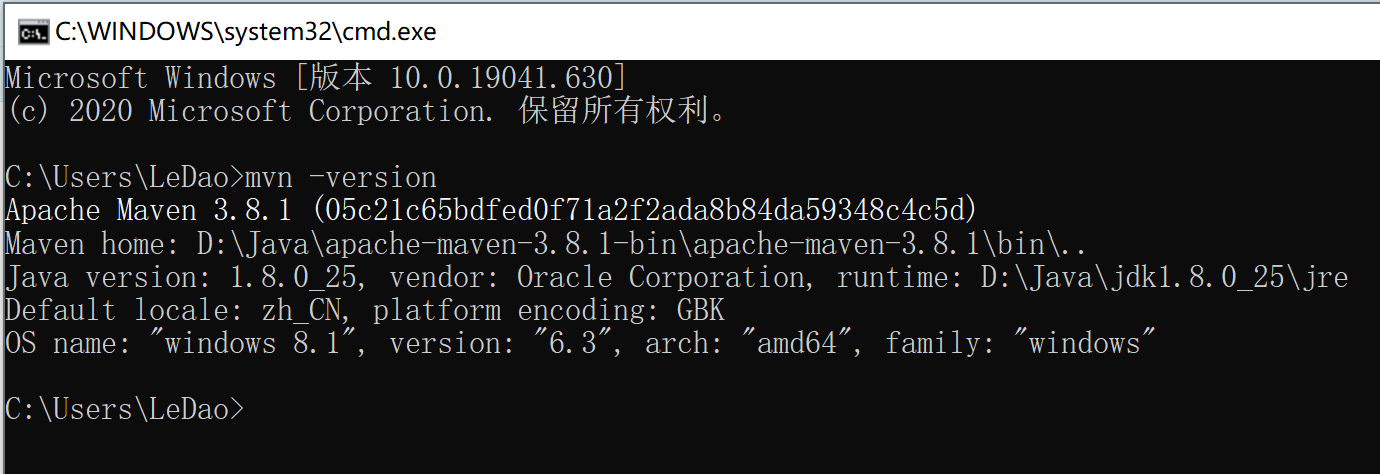 C:\WINDOWS\system32\cmd.exe
Microsoft Windows [版本 10.0.19041.630]
(c) 2020 Microsoft Corporation. 保留所有权利。
C:\Users\LeDao>mvn -version
Apache Maven 3.8.1 (05c21c65bdfed0f71a2f2ada8b84da59348c4c5d)
Maven home: D:\Java\apache-maven-3.8.1-bin\apache-maven-3.8.1\bin\..
Java version: 1.8.0_25, vendor: Oracle Corporation, runtime: D:\Java\jdk1.8.0_25\jre
Default locale: zh_CN, platform encoding: GBK
OS name: "windows 8.1", version: "6.3", arch: "amd64", family: "windows"
C:\Users\LeDao>